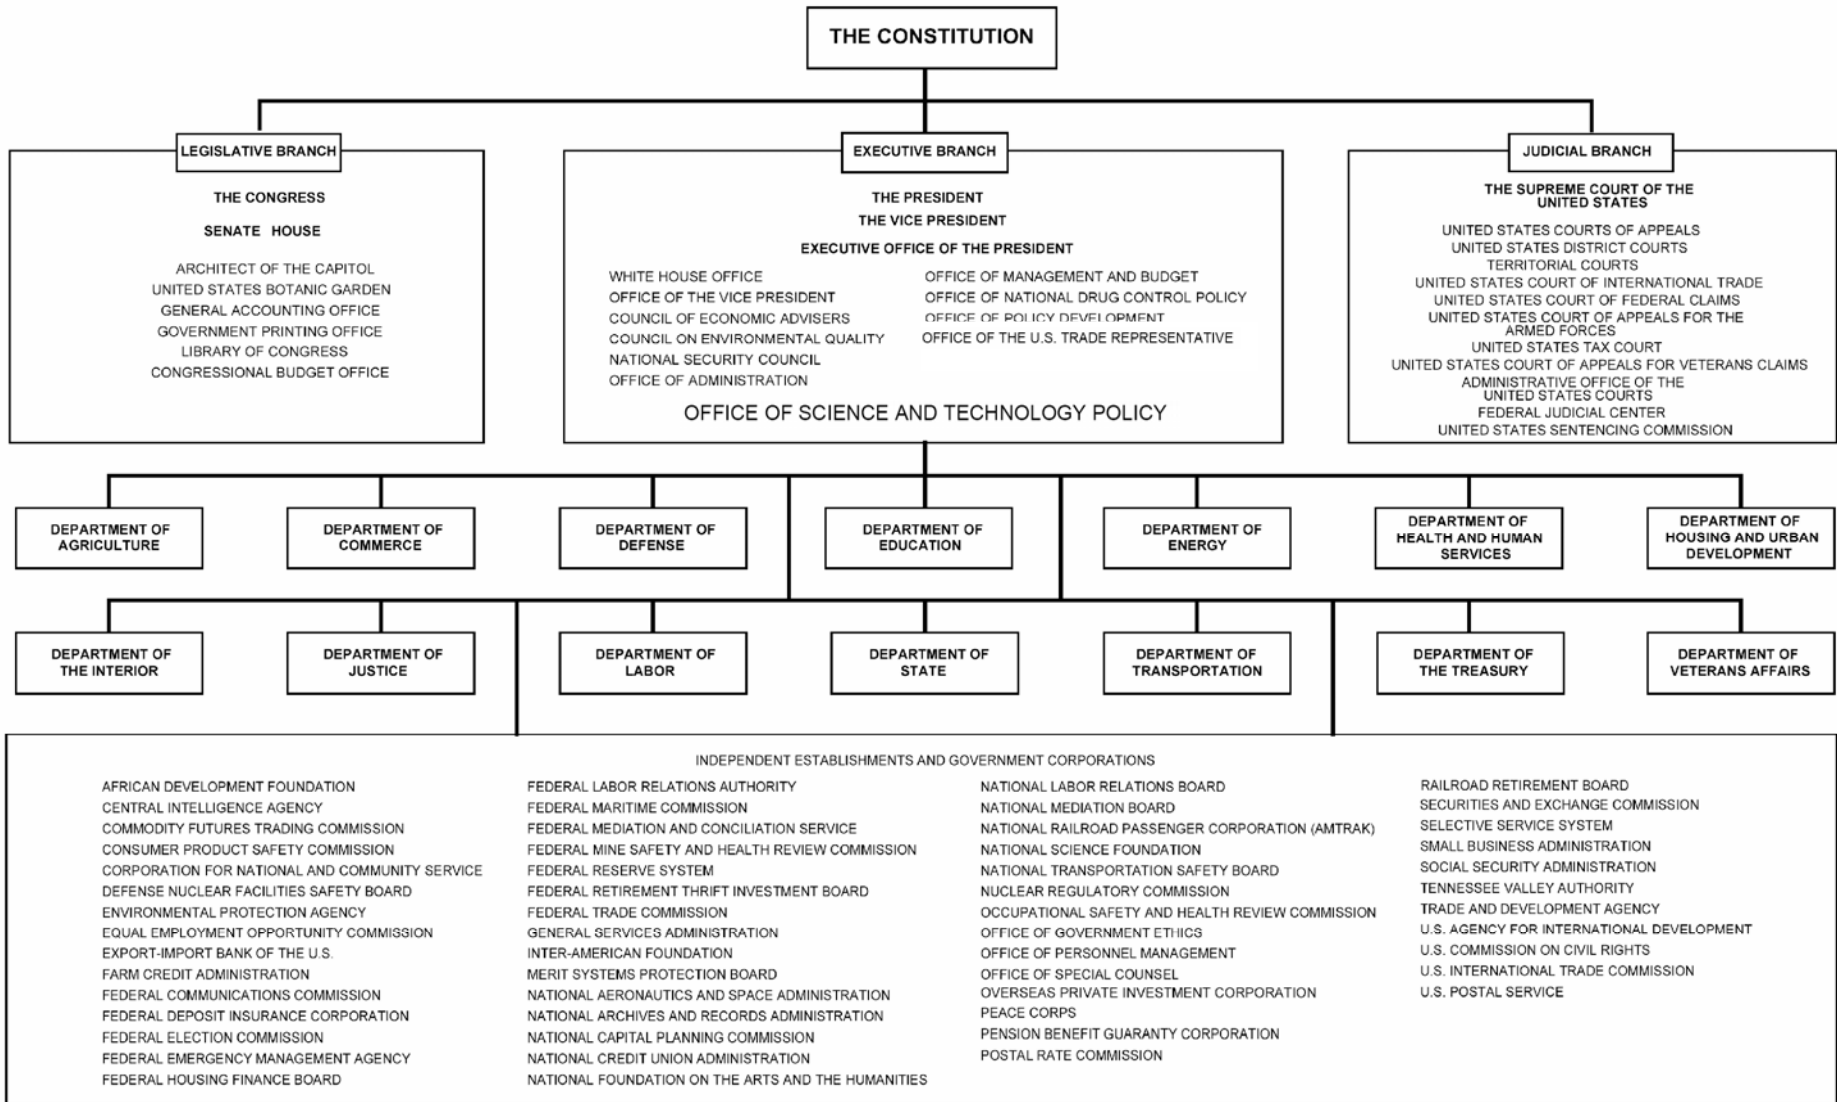 THE CONSTITUTION
LEGISLATIVE BRANCH
THE CONGRESS
SENATE HOUSE
ARCHITECT OF THE CAPITOL
UNITED STATES BOTANIC GARDEN
GENERAL ACCOUNTING OFFICE
GOVERNMENT PRINTING OFFICE
LIBRARY OF CONGRESS
CONGRESSIONAL BUDGET OFFICE
EXECUTIVE BRANCH
THE PRESIDENT
THE VICE PRESIDENT
EXECUTIVE OFFICE OF THE PRESIDENT
WHITE HOUSE OFFICE
OFFICE OF THE VICE PRESIDENT
COUNCIL OF ECONOMIC ADVISERS
COUNCIL ON ENVIRONMENTAL QUALITY
NATIONAL SECURITY COUNCIL
OFFICE OF ADMINISTRATION
OFFICE OF MANAGEMENT AND BUDGET
OFFICE OF NATIONAL DRUG CONTROL POLICY
OFFICE OF POLICY DEVELOPMENT
OFFICE OF THE U.S. TRADE REPRESENTATIVE
OFFICE OF SCIENCE AND TECHNOLOGY POLICY
JUDICIAL BRANCH
THE SUPREME COURT OF THE
UNITED STATES
UNITED STATES COURTS OF APPEALS
UNITED STATES DISTRICT COURTS
TERRITORIAL COURTS
UNITED STATES COURT OF INTERNATIONAL TRADE
UNITED STATES COURT OF FEDERAL CLAIMS
UNITED STATES COURT OF APPEALS FOR THE
ARMED FORCES
UNITED STATES TAX COURT
UNITED STATES COURT OF APPEALS FOR VETERANS CLAIMS
ADMINISTRATIVE OFFICE OF THE
UNITED STATES COURTS
FEDERAL JUDICIAL CENTER
UNITED STATES SENTENCING COMMISSION
DEPARTMENT OF
AGRICULTURE
DEPARTMENT OF
COMMERCE
DEPARTMENT OF
DEFENSE
DEPARTMENT OF
EDUCATION
DEPARTMENT OF
ENERGY
DEPARTMENT OF
HEALTH AND HUMAN
SERVICES
DEPARTMENT OF
HOUSING AND URBAN
DEVELOPMENT
DEPARTMENT OF
THE INTERIOR
DEPARTMENT OF
JUSTICE
DEPARTMENT OF
LABOR
DEPARTMENT OF
STATE
DEPARTMENT OF
TRANSPORTATION
DEPARTMENT OF
THE TREASURY
DEPARTMENT OF
VETERANS AFFAIRS
INDEPENDENT ESTABLISHMENTS AND GOVERNMENT CORPORATIONS
AFRICAN DEVELOPMENT FOUNDATION
CENTRAL INTELLIGENCE AGENCY
COMMODITY FUTURES TRADING COMMISSION
CONSUMER PRODUCT SAFETY COMMISSION
CORPORATION FOR NATIONAL AND COMMUNITY SERVICE
DEFENSE NUCLEAR FACILITIES SAFETY BOARD
ENVIRONMENTAL PROTECTION AGENCY
EQUAL EMPLOYMENT OPPORTUNITY COMMISSION
EXPORT-IMPORT BANK OF THE U.S.
FARM CREDIT ADMINISTRATION
FEDERAL COMMUNICATIONS COMMISSION
FEDERAL DEPOSIT INSURANCE CORPORATION
FEDERAL ELECTION COMMISSION
FEDERAL EMERGENCY MANAGEMENT AGENCY
FEDERAL HOUSING FINANCE BOARD
FEDERAL LABOR RELATIONS AUTHORITY
FEDERAL MARITIME COMMISSION
FEDERAL MEDIATION AND CONCILIATION SERVICE
FEDERAL MINE SAFETY AND HEALTH REVIEW COMMISSION
FEDERAL RESERVE SYSTEM
FEDERAL RETIREMENT THRIFT INVESTMENT BOARD
FEDERAL TRADE COMMISSION
GENERAL SERVICES ADMINISTRATION
INTER-AMERICAN FOUNDATION
MERIT SYSTEMS PROTECTION BOARD
NATIONAL AERONAUTICS AND SPACE ADMINISTRATION
NATIONAL ARCHIVES AND RECORDS ADMINISTRATION
NATIONAL CAPITAL PLANNING COMMISSION
NATIONAL CREDIT UNION ADMINISTRATION
NATIONAL FOUNDATION ON THE ARTS AND THE HUMANITIES
NATIONAL LABOR RELATIONS BOARD
NATIONAL MEDIATION BOARD
NATIONAL RAILROAD PASSENGER CORPORATION (AMTRAK)
NATIONAL SCIENCE FOUNDATION
NATIONAL TRANSPORTATION SAFETY BOARD
NUCLEAR REGULATORY COMMISSION
OCCUPATIONAL SAFETY AND HEALTH REVIEW COMMISSION
OFFICE OF GOVERNMENT ETHICS
OFFICE OF PERSONNEL MANAGEMENT
OFFICE OF SPECIAL COUNSEL
OVERSEAS PRIVATE INVESTMENT CORPORATION
PEACE CORPS
PENSION BENEFIT GUARANTY CORPORATION
POSTAL RATE COMMISSION
RAILROAD RETIREMENT BOARD
SECURITIES AND EXCHANGE COMMISSION
SELECTIVE SERVICE SYSTEM
SMALL BUSINESS ADMINISTRATION
SOCIAL SECURITY ADMINISTRATION
TENNESSEE VALLEY AUTHORITY
TRADE AND DEVELOPMENT AGENCY
U.S. AGENCY FOR INTERNATIONAL DEVELOPMENT
U.S. COMMISSION ON CIVIL RIGHTS
U.S. INTERNATIONAL TRADE COMMISSION
U.S. POSTAL SERVICE